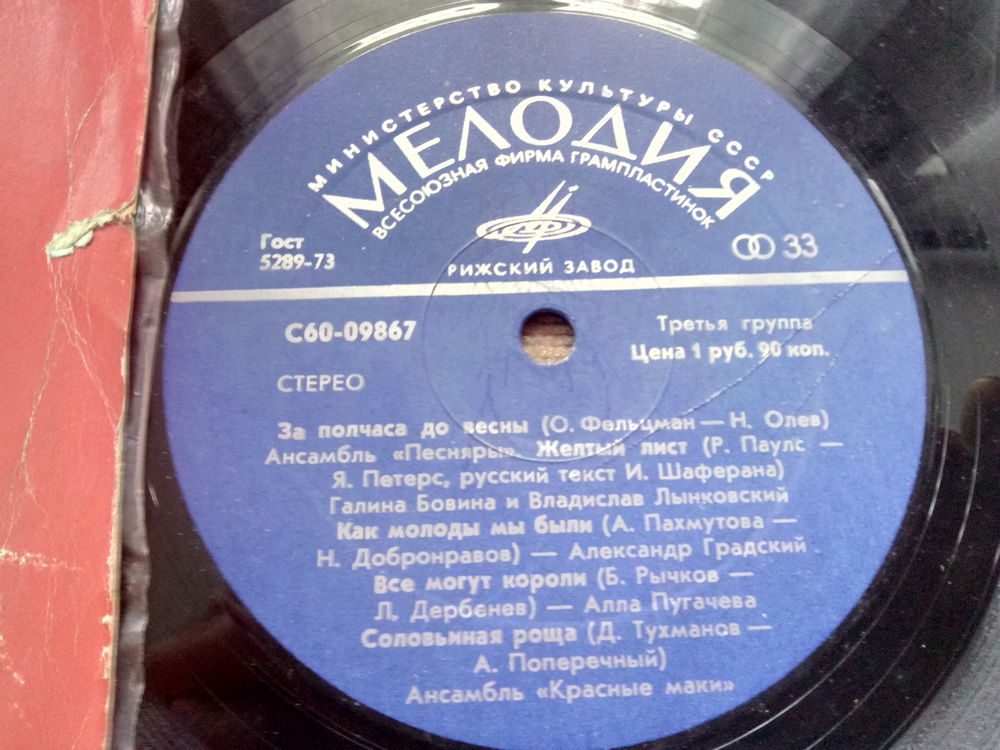 МИНИСТЕРСТВО КУЛЬТУРЫ СССР
МЕЛОДИЯ
ВСЕСОЮЗНАЯ ФИРМА ГРАМПЛАСТИНОК
Гост
5289-73
33
РИЖСКИЙ ЗАВОД
С60-09867
Третья группа
Цена 1 руб. 90 коп.
СТЕРЕО
За полчаса до весны (О. Фельцман — Н. Олев)
Ансамбль «Песняры». Желтый лист (Р. Паулс —
Я. Петерс, русский текст И. Шаферана)
Галина Бовина и Владислав Лынковский
Как молоды мы были (А. Пахмутова —
Н. Добронравов) — Александр Градский
Все могут короли (Б. Рычков —
Л. Дербенев) — Алла Пугачева
Соловьиная роща (Д. Тухманов —
А. Поперечный)
Ансамбль «Красные маки»